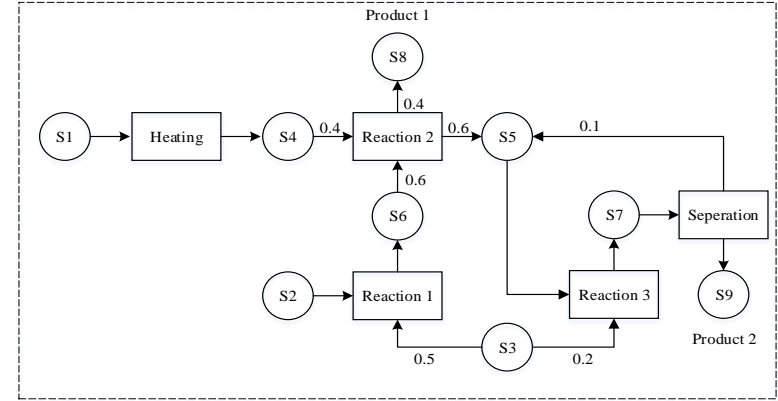 Product 1
S8
0.4
S1
Heating
S4
0.4
Reaction 2
0.6
S5
0.1
0.6
S6
S7
Seperation
S2
Reaction 1
Reaction 3
S9
Product 2
S3
0.5
0.2